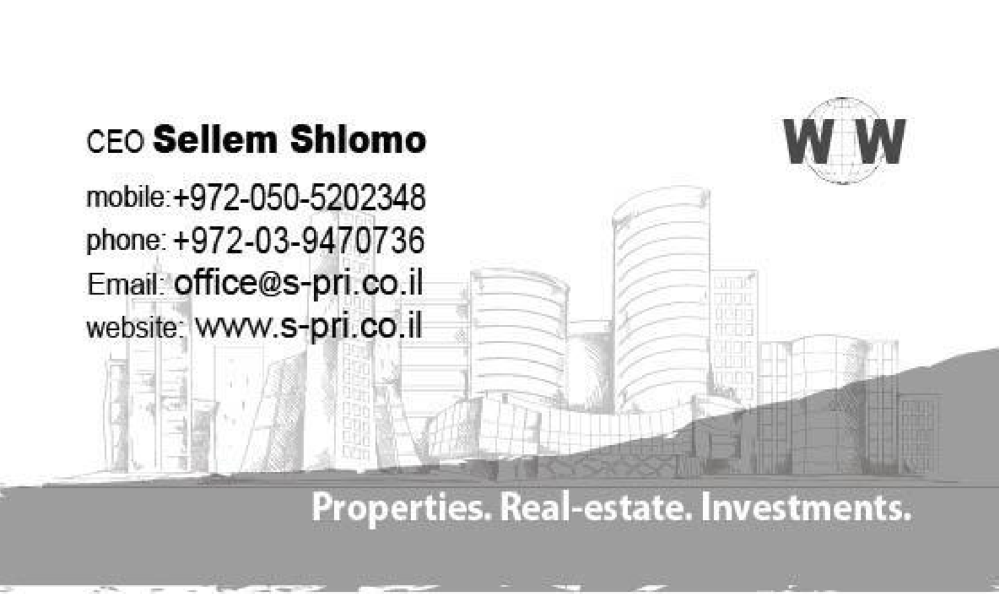 W W
CEO Sellem Shlomo
mobile:+972-050-5202348
phone: +972-03-9470736
Email: office@s-pri.co.il
website: www.s-pri.co.il
Properties. Real-estate. Investments.